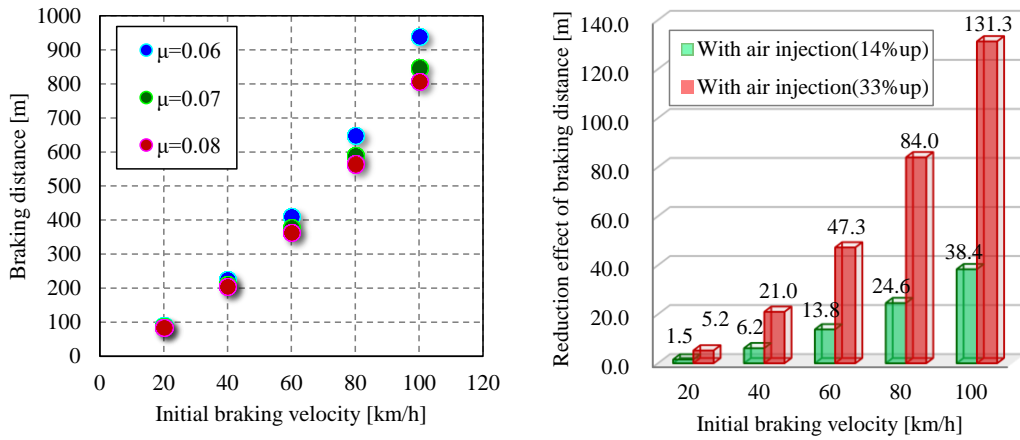 1000
900
800
700
600
500
400
300
200
100
0
Braking distance [m]
μ=0.06
μ=0.07
μ=0.08
0 20 40 60 80 100 120
Initial braking velocity [km/h]
140.0
120.0
100.0
80.0
60.0
40.0
20.0
0.0
Reduction effect of braking distance [m]
With air injection(14%up)
With air injection(33%up)
1.5 5.2 6.2 21.0 13.8 47.3 24.6 84.0 38.4 131.3
20 40 60 80 100
Initial braking velocity [km/h]